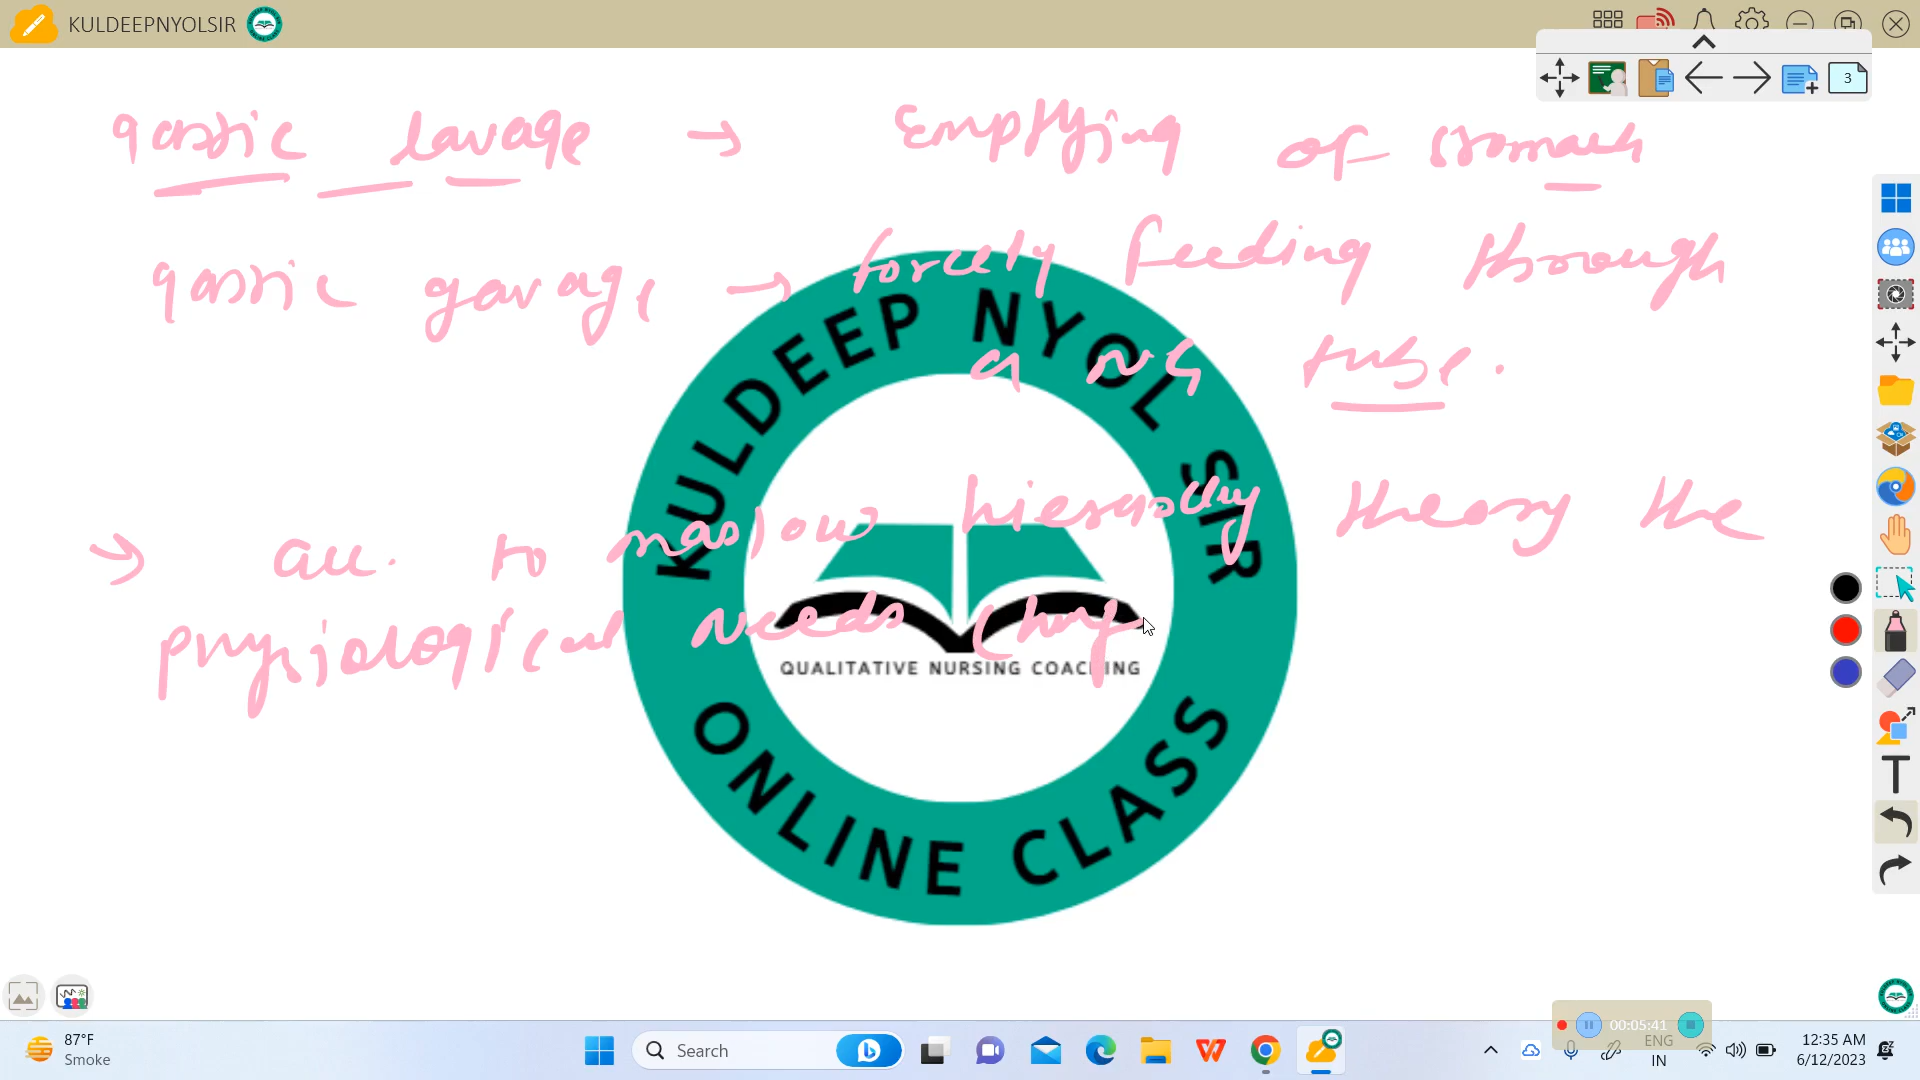 KULDEEPNYOLSIR
3
gastric lavage → Emptying of stomach
gastric gavage → forcely feeding through
a NG tube.
→ acc. to maslow hierarchy theory the
physiological needs
KULDEEP NYOL SIR
QUALITATIVE NURSING COACHING
ONLINE CLASS
T
00:05:41
87°F
Smoke
Search
ENG
IN
12:35 AM
6/12/2023